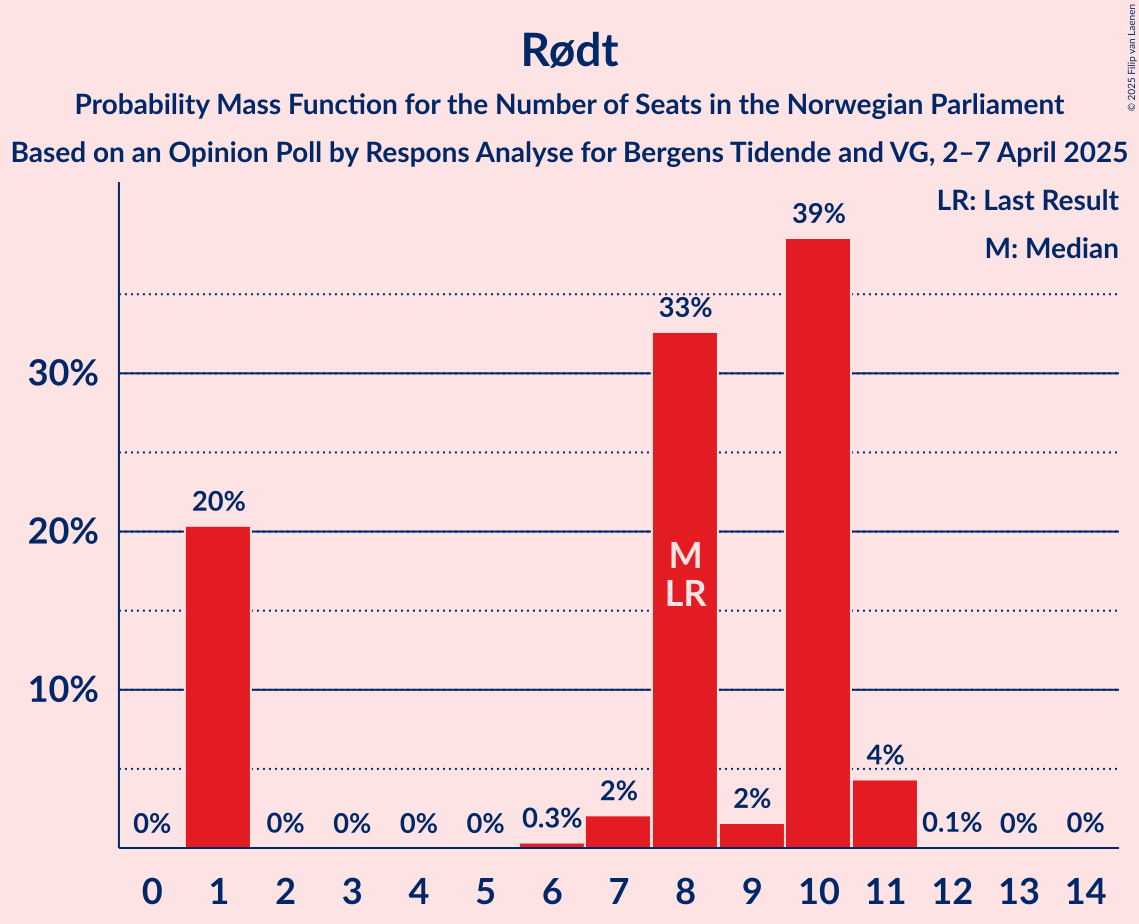 Rødt
Probability Mass Function for the Number of Seats in the Norwegian Parliament
Based on an Opinion Poll by Respons Analyse for Bergens Tidende and VG, 2–7 April 2025
© 2025 Filip van Laenen
LR: Last Result
M: Median
30%
20%
10%
0%
20%
0%
0%
0%
0%
0.3%
2%
33%
2%
39%
4%
0.1%
0%
0%
M
LR
0 1 2 3 4 5 6 7 8 9 10 11 12 13 14